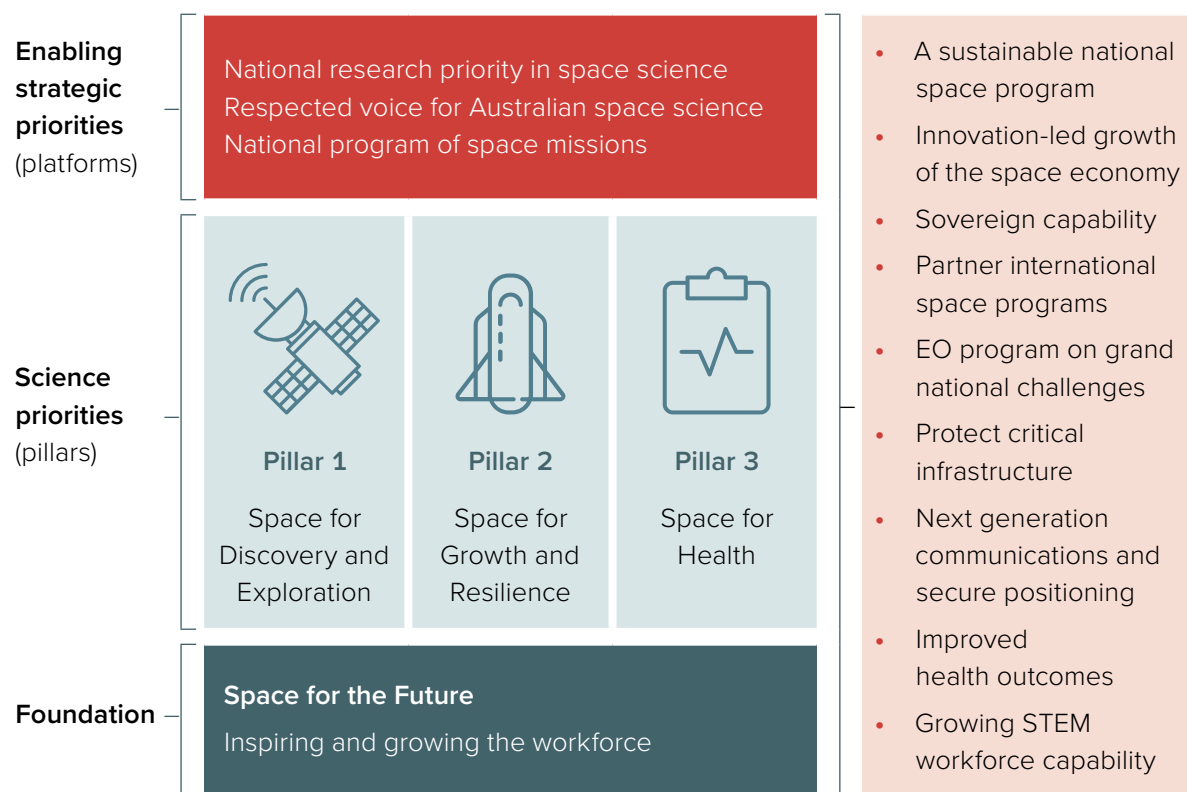 Enabling
strategic
priorities
(platforms)
National research priority in space science
Respected voice for Australian space science
National program of space missions
Science
priorities
(pillars)
Pillar 1
Space for
Discovery and
Exploration
Pillar 2
Space for
Growth and
Resilience
Pillar 3
Space for
Health
Foundation
Space for the Future
Inspiring and growing the workforce
• A sustainable national
space program
• Innovation-led growth
of the space economy
• Sovereign capability
• Partner international
space programs
• EO program on grand
national challenges
• Protect critical
infrastructure
• Next generation
communications and
secure positioning
• Improved
health outcomes
• Growing STEM
workforce capability